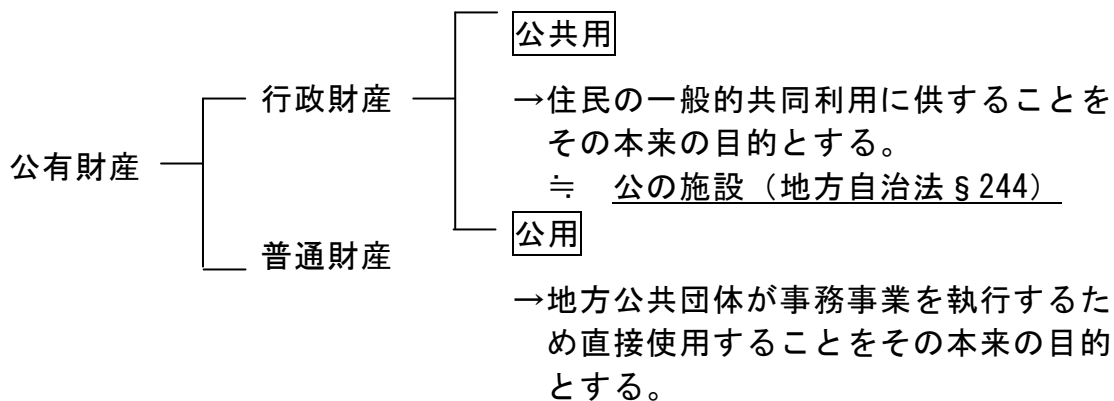 公共用
行政財産
→住民の一般的共同利用に供することを
その本来の目的とする。
公有財産
≒ 公の施設（地方自治法§244）
公用
普通財産
→地方公共団体が事務事業を執行するた
め直接使用することをその本来の目的
とする。